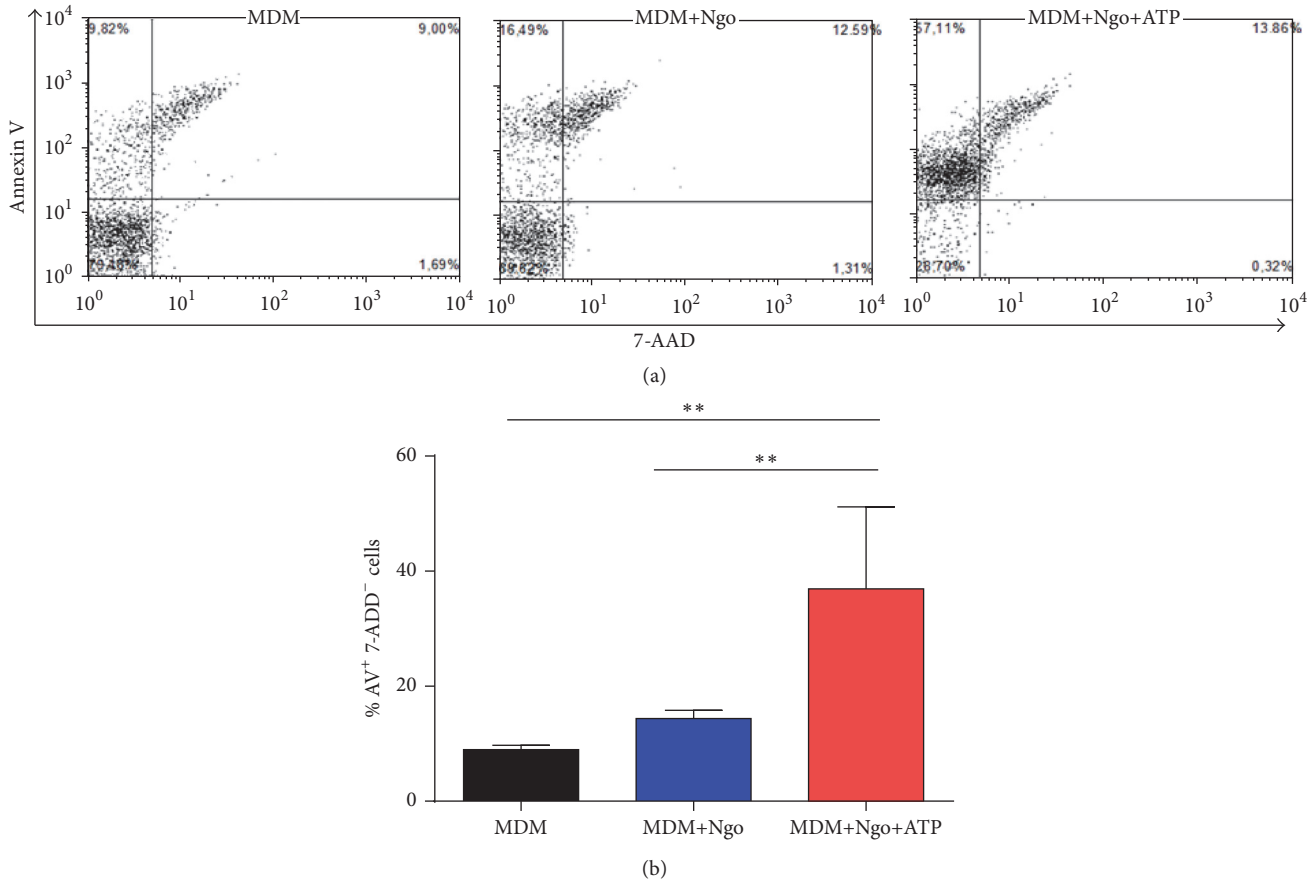 MDM
MDM+Ngo
MDM+Ngo+ATP
10^4
9,82%
9,00%
16,49%
12.59%
57,11%
13.86%
10^3
10^2
10^1
10^0
Annexin V
1,69%
1,31%
0,32%
10^0 10^1 10^2 10^3 10^4
10^0 10^1 10^2 10^3 10^4
10^0 10^1 10^2 10^3 10^4
7-AAD
(a)
**
**
60
40
20
0
% AV+ 7-ADD− cells
MDM
MDM+Ngo
MDM+Ngo+ATP
(b)